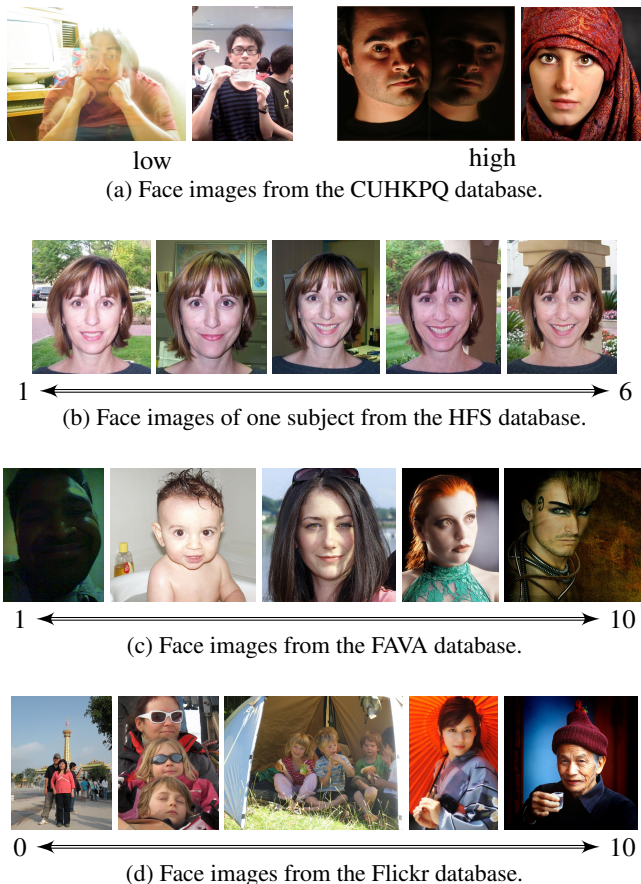 low
high
(a) Face images from the CUHKPQ database.
1
6
(b) Face images of one subject from the HFS database.
1
10
(c) Face images from the FAVA database.
0
10
(d) Face images from the Flickr database.